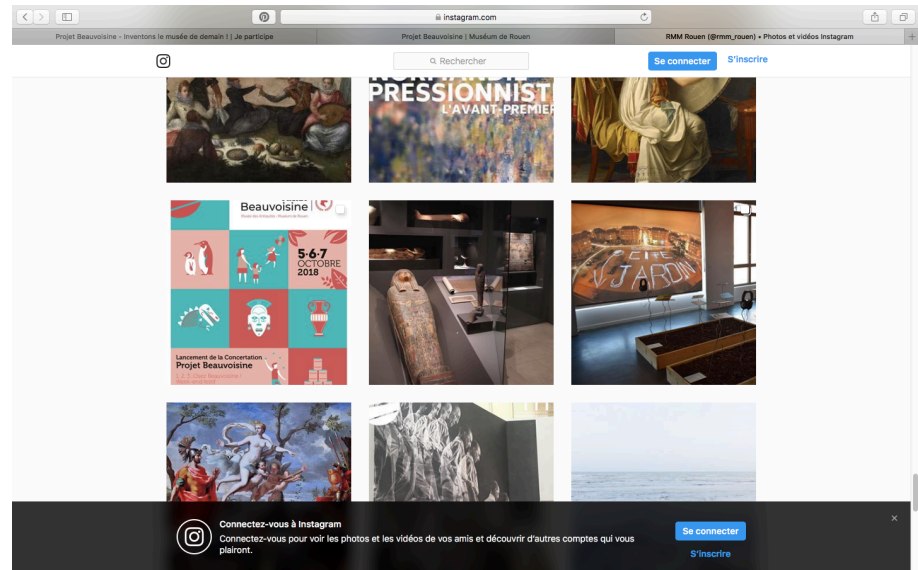 instagram.com
Projet Beauvoisine - Inventons le musée de demain ! | Je participe
Projet Beauvoisine | Muséum de Rouen
RMM Rouen (@rmm_rouen) • Photos et vidéos Instagram
Rechercher
Se connecter
S'inscrire
PRESSIONNIST
L'AVANT-PREMIER
Beauvoisine
5·6·7
OCTOBRE
2018
Lancement de la Concertation
Projet Beauvoisine
JARDIN
Connectez-vous à Instagram
Connectez-vous pour voir les photos et les vidéos de vos amis et découvrir d'autres comptes qui vous
plairont.
Se connecter
S'inscrire